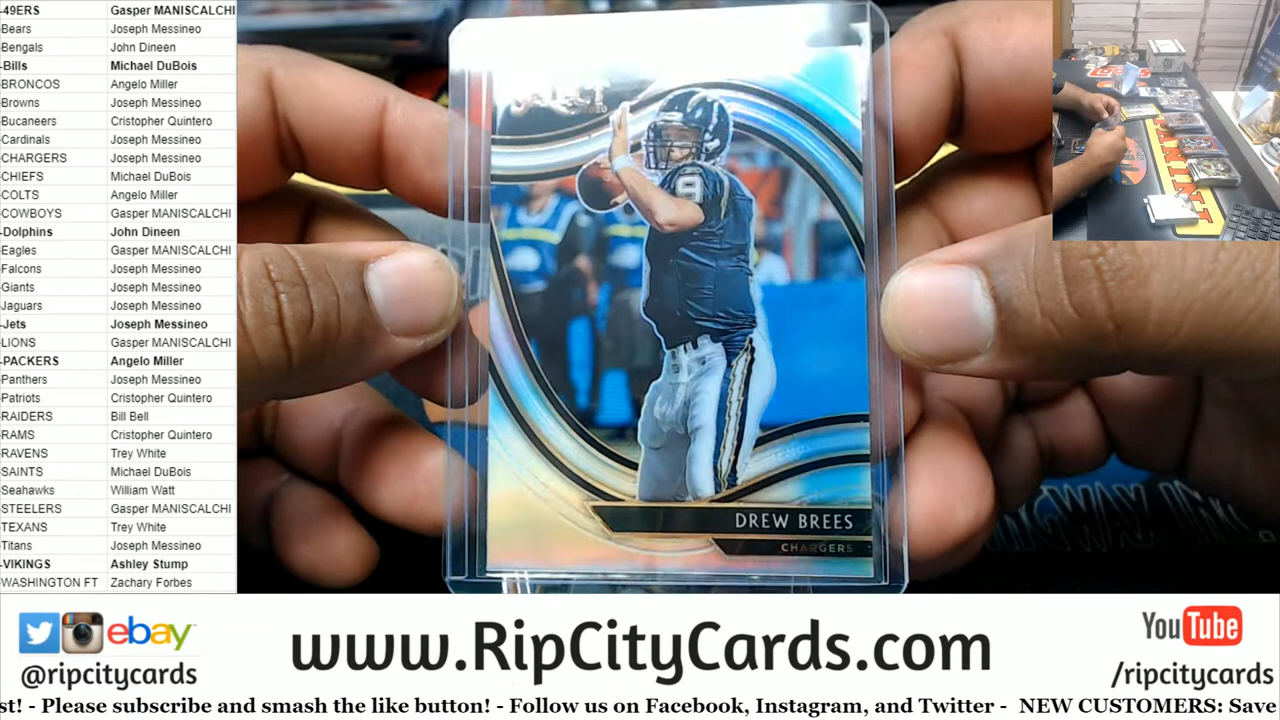 -49ERS Gasper MANISCALCHI
Bears Joseph Messineo
Bengals John Dineen
-Bills Michael DuBois
-BRONCOS Angelo Miller
-Browns Joseph Messineo
Bucaneers Cristopher Quintero
Cardinals Joseph Messineo
-CHARGERS Joseph Messineo
-CHIEFS Michael DuBois
-COLTS Angelo Miller
-COWBOYS Gasper MANISCALCHI
-Dolphins John Dineen
-Eagles Gasper MANISCALCHI
-Falcons Joseph Messineo
-Giants Joseph Messineo
Jaguars Joseph Messineo
-Jets Joseph Messineo
-LIONS Gasper MANISCALCHI
-PACKERS Angelo Miller
-Panthers Joseph Messineo
-Patriots Cristopher Quintero
-RAIDERS Bill Bell
-RAMS Cristopher Quintero
-RAVENS Trey White
-SAINTS Michael DuBois
-Seahawks William Watt
-STEELERS Gasper MANISCALCHI
-TEXANS Trey White
-Titans Joseph Messineo
-VIKINGS Ashley Stump
-WASHINGTON FT Zachary Forbes
9
DREW BREES
CHARGERS
PANINI
ebay
@ripcitycards
www.RipCityCards.com
YouTube
/ripcitycards
st! - Please subscribe and smash the like button! - Follow us on Facebook, Instagram, and Twitter - NEW CUSTOMERS: Save